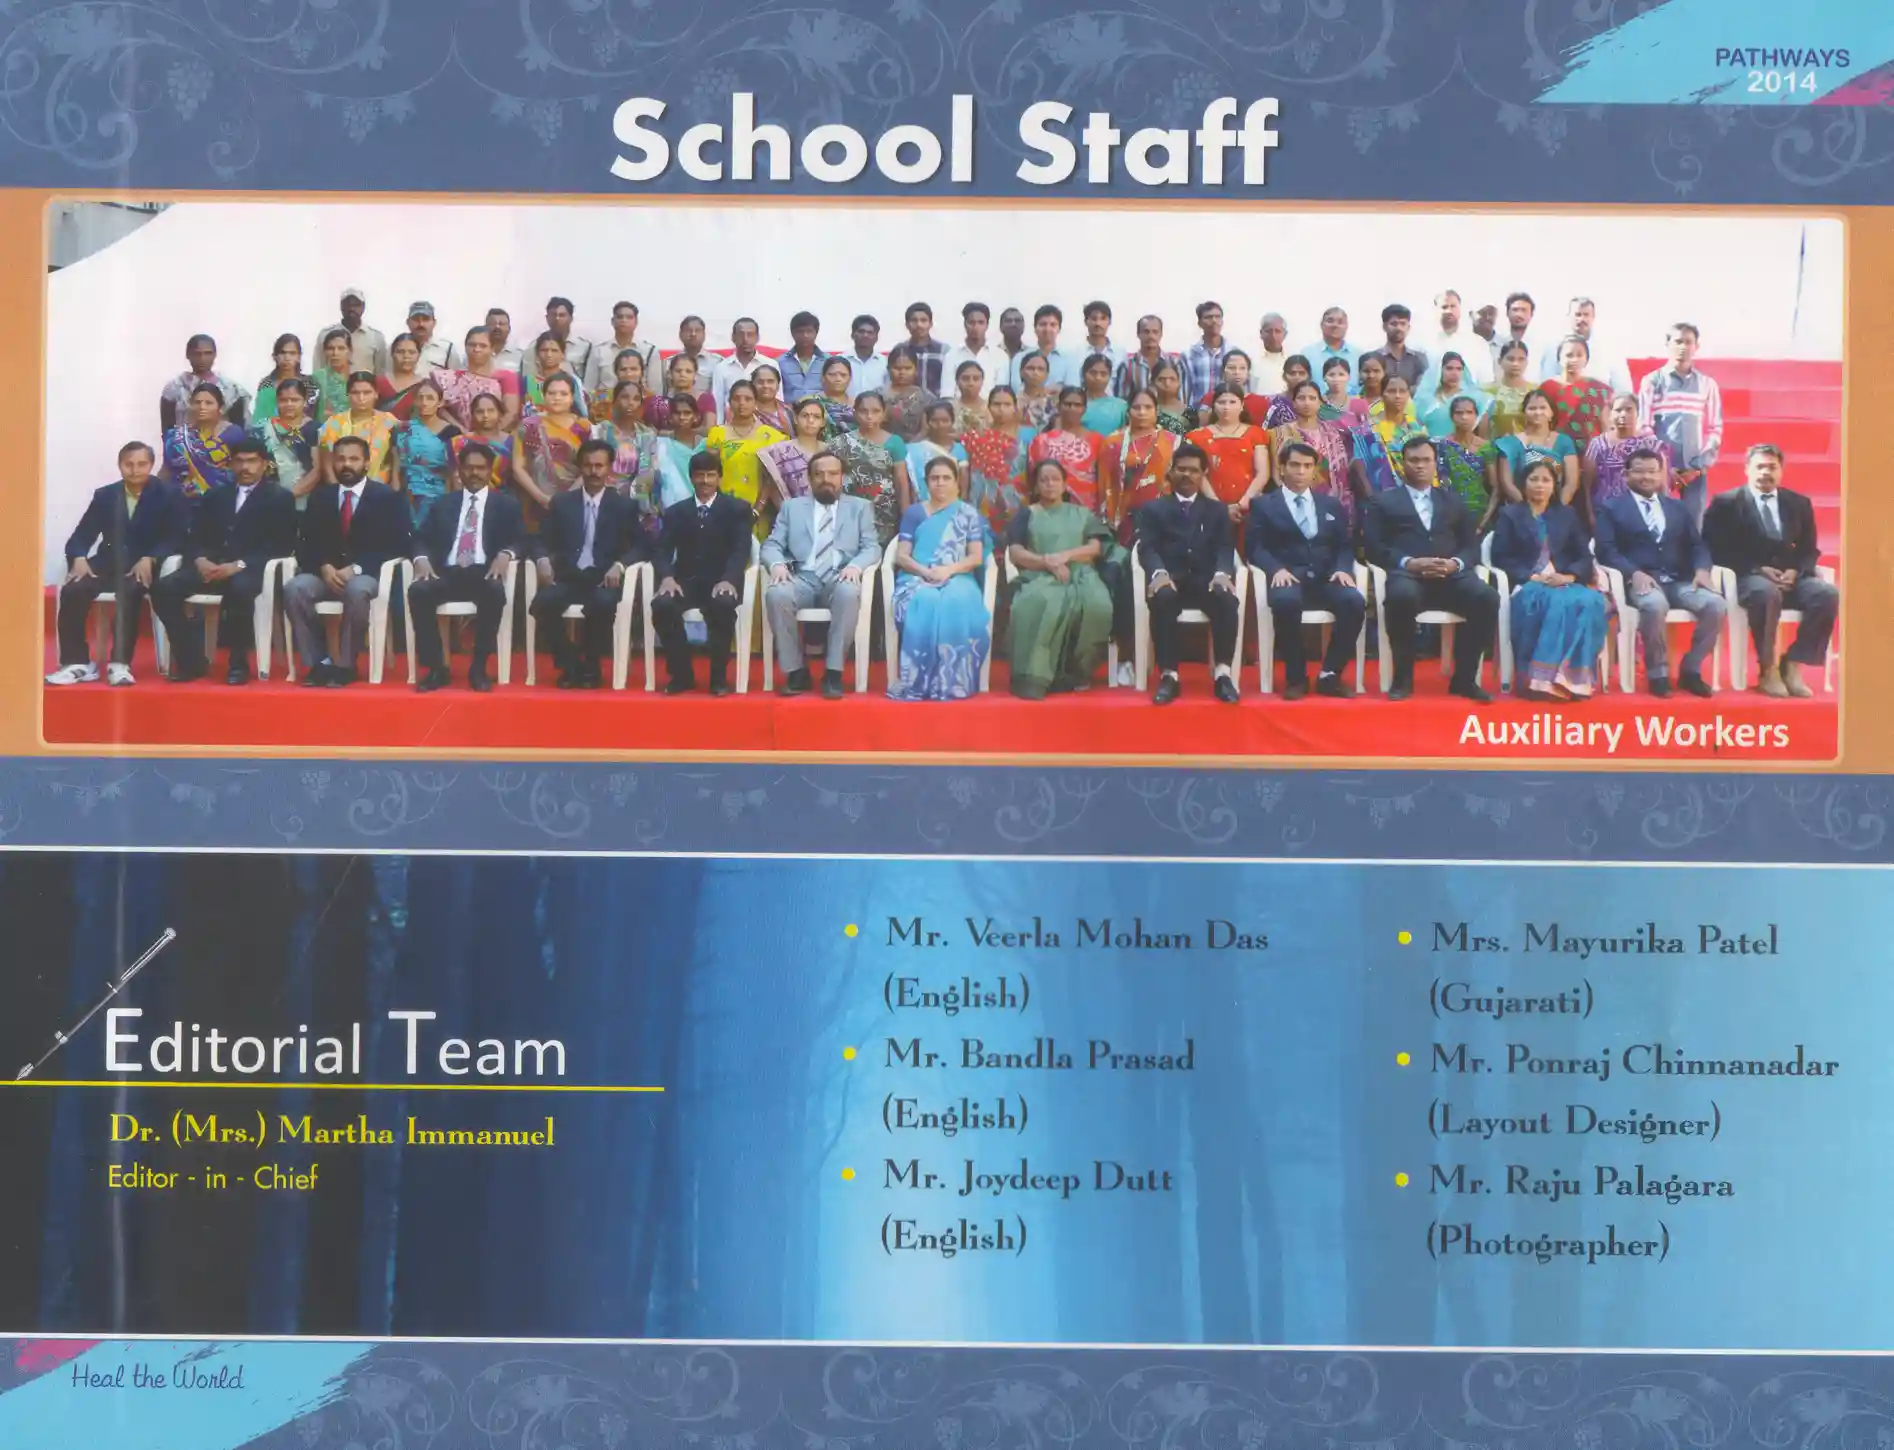 PATHWAYS
2014
School Staff
Auxiliary Workers
Editorial Team
Dr. (Mrs.) Martha Immanuel
Editor - in - Chief
• Mr. Veerla Mohan Das
(English)
• Mr. Bandla Prasad
(English)
• Mr. Joydeep Dutt
(English)
• Mrs. Mayurika Patel
(Gujarati)
• Mr. Ponraj Chinnanadar
(Layout Designer)
• Mr. Raju Palagara
(Photographer)
Heal the World